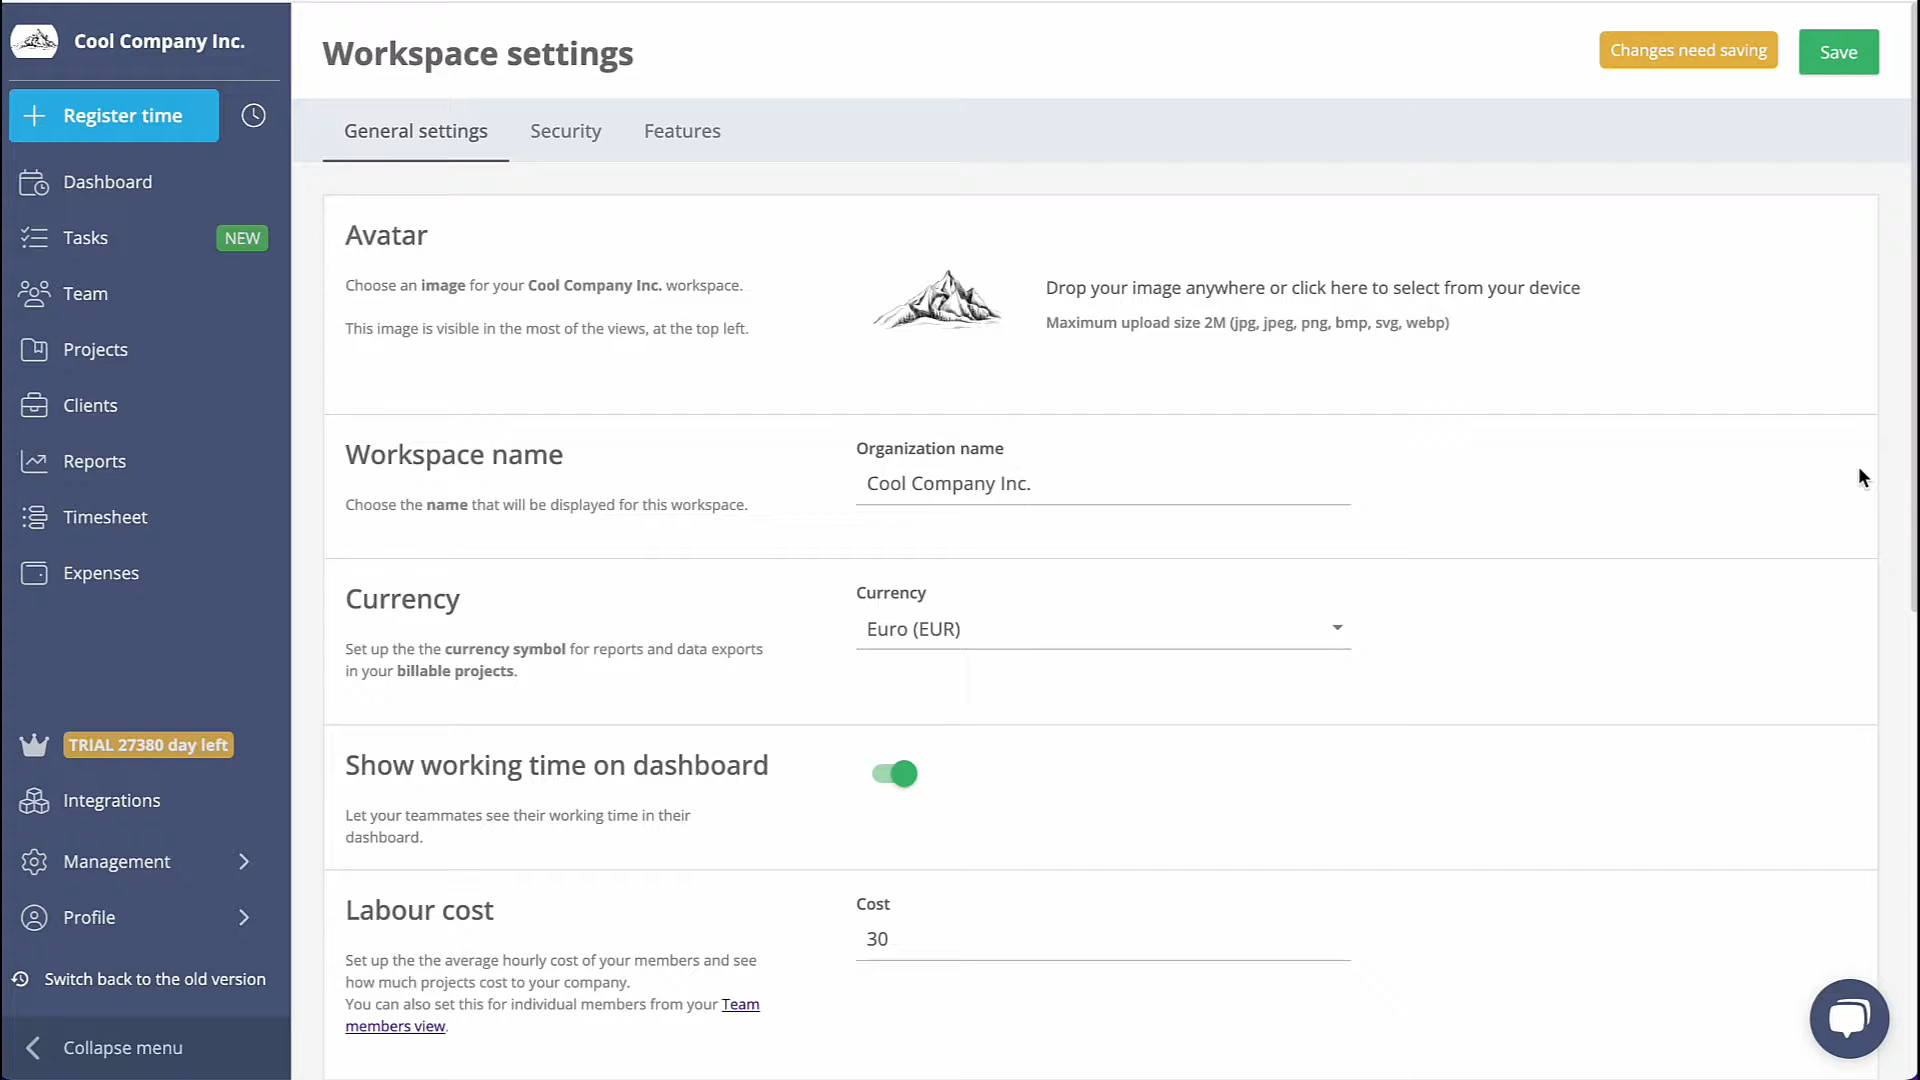 Cool Company Inc.
Register time
Dashboard
Tasks
NEW
Team
Projects
Clients
Reports
Timesheet
Expenses
TRIAL 27380 day left
Integrations
Management
Profile
Switch back to the old version
Collapse menu
Workspace settings
Changes need saving
Save
General settings
Security
Features
Avatar
Choose an image for your Cool Company Inc. workspace.
This image is visible in the most of the views, at the top left.
Drop your image anywhere or click here to select from your device
Maximum upload size 2M (jpg, jpeg, png, bmp, svg, webp)
Workspace name
Choose the name that will be displayed for this workspace.
Organization name
Cool Company Inc.
Currency
Set up the the currency symbol for reports and data exports
in your billable projects.
Currency
Euro (EUR)
Show working time on dashboard
Let your teammates see their working time in their
dashboard.
Labour cost
Set up the the average hourly cost of your members and see
how much projects cost to your company.
You can also set this for individual members from your Team
members view.
Cost
30